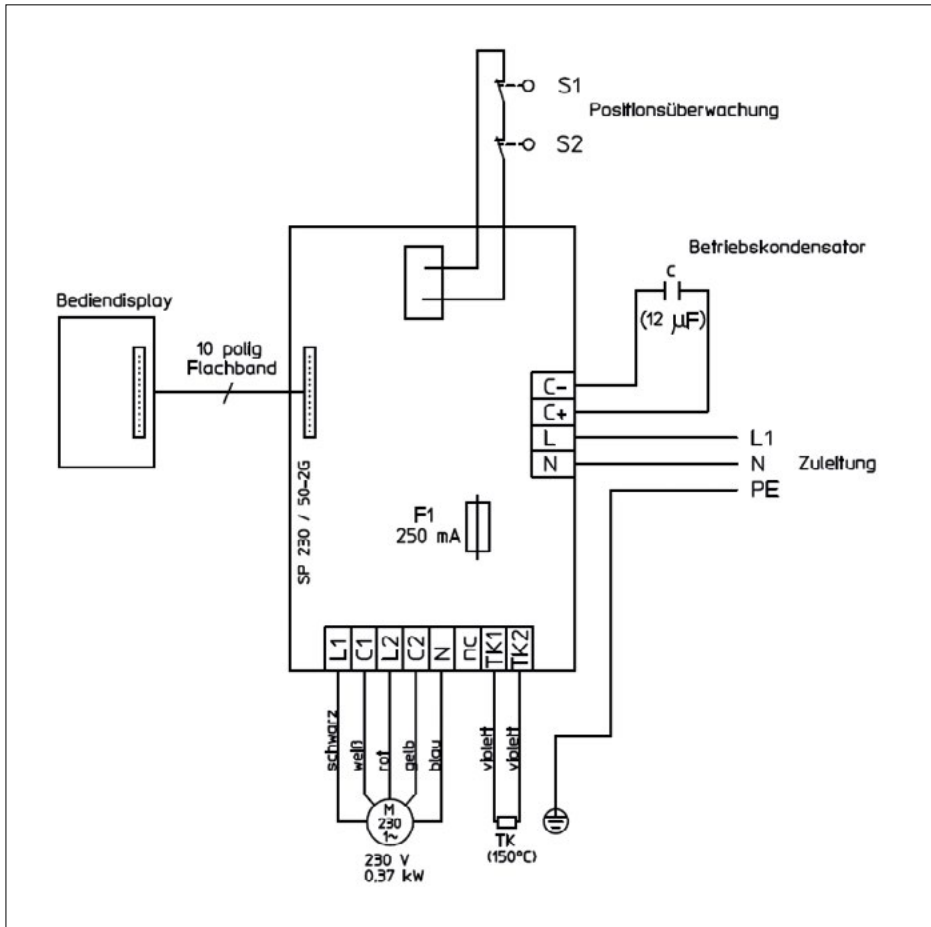 S1
Positionsüberwachung
S2
Betriebskondensator
C
(12 µF)
Bediendisplay
10 polig
Flachband
C-
C+
L
N
L1
N Zuleitung
PE
SP 230 / 50-2G
F1
250 mA
L1
C1
L2
C2
N
nc
TK1
TK2
schwarz
weiß
rot
gelb
blau
violett
violett
M
230
1~
230 V
0.37 kW
TK
(150°C)